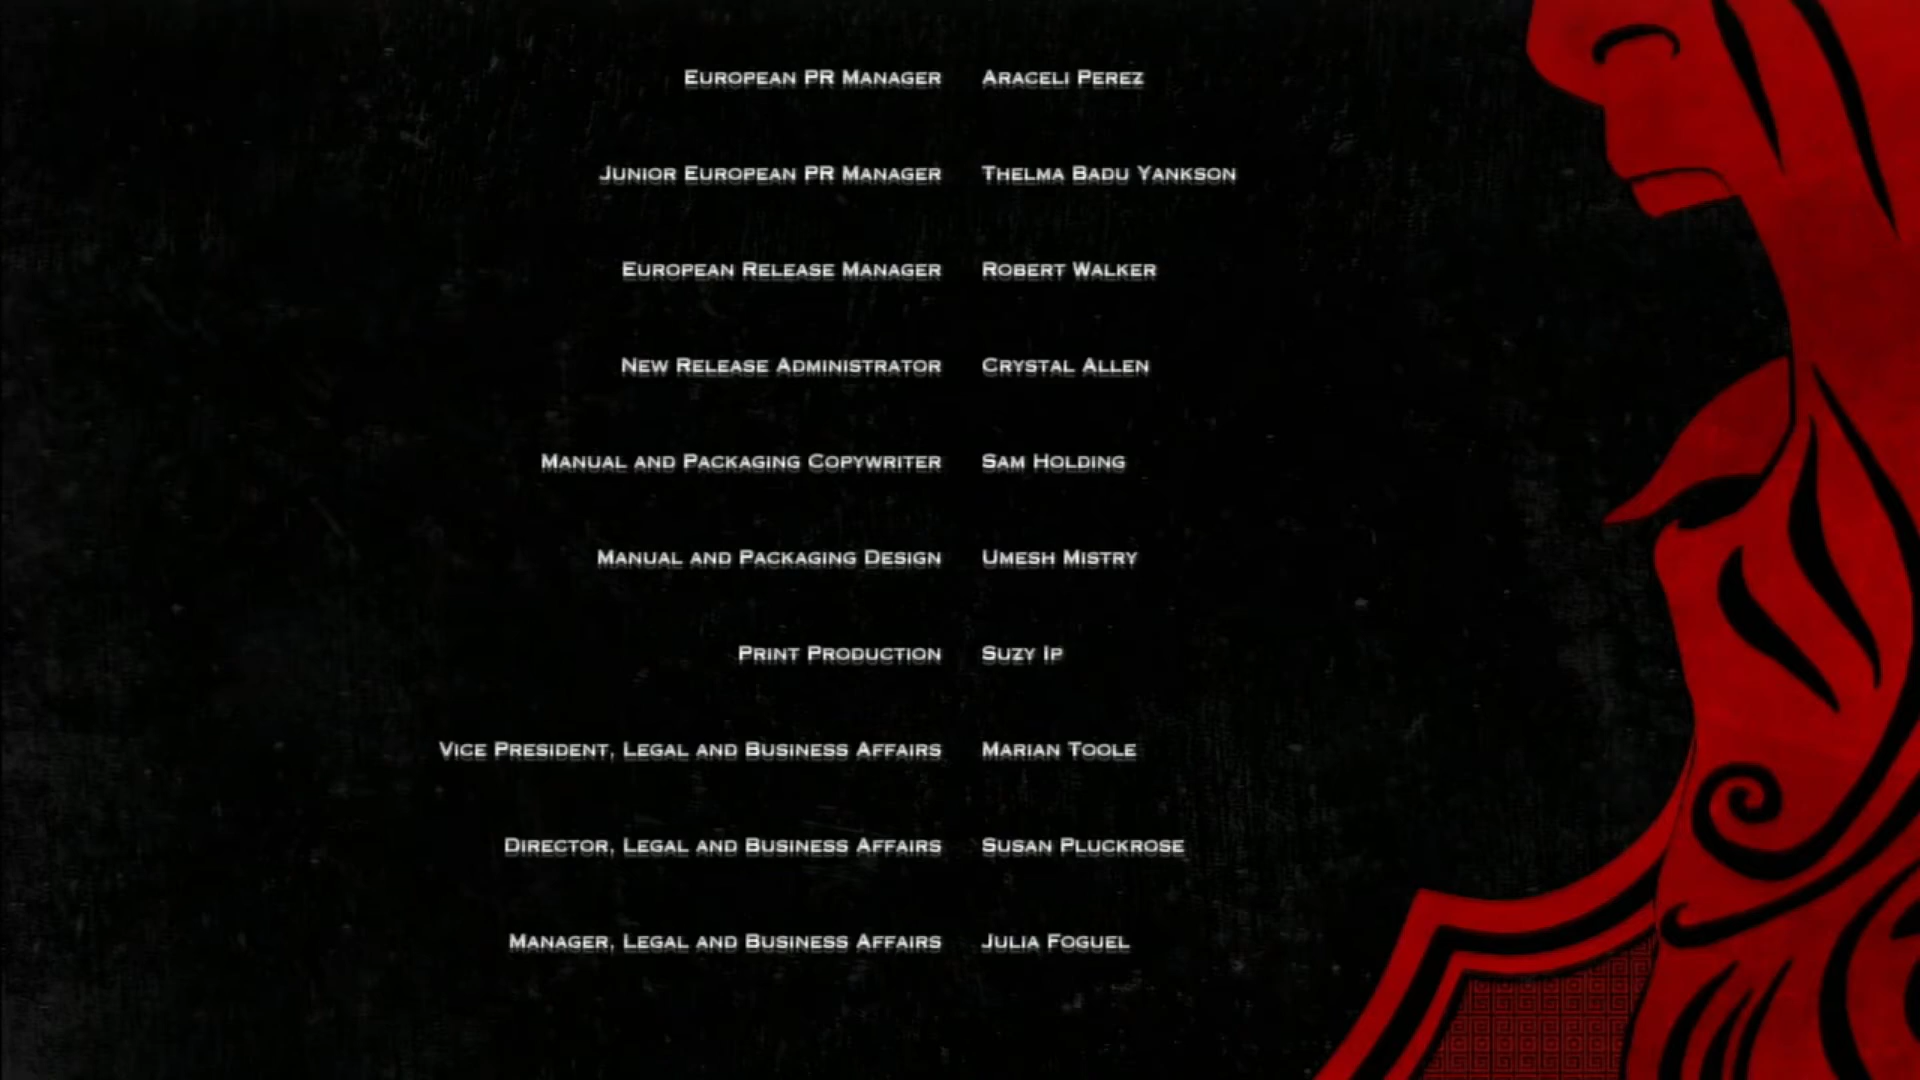 European PR Manager Araceli Perez
Junior European PR Manager Thelma Badu Yankson
European Release Manager Robert Walker
New Release Administrator Crystal Allen
Manual and Packaging Copywriter Sam Holding
Manual and Packaging Design Umesh Mistry
Print Production Suzy Ip
Vice President, Legal and Business Affairs Marian Toole
Director, Legal and Business Affairs Susan Pluckrose
Manager, Legal and Business Affairs Julia Foguel